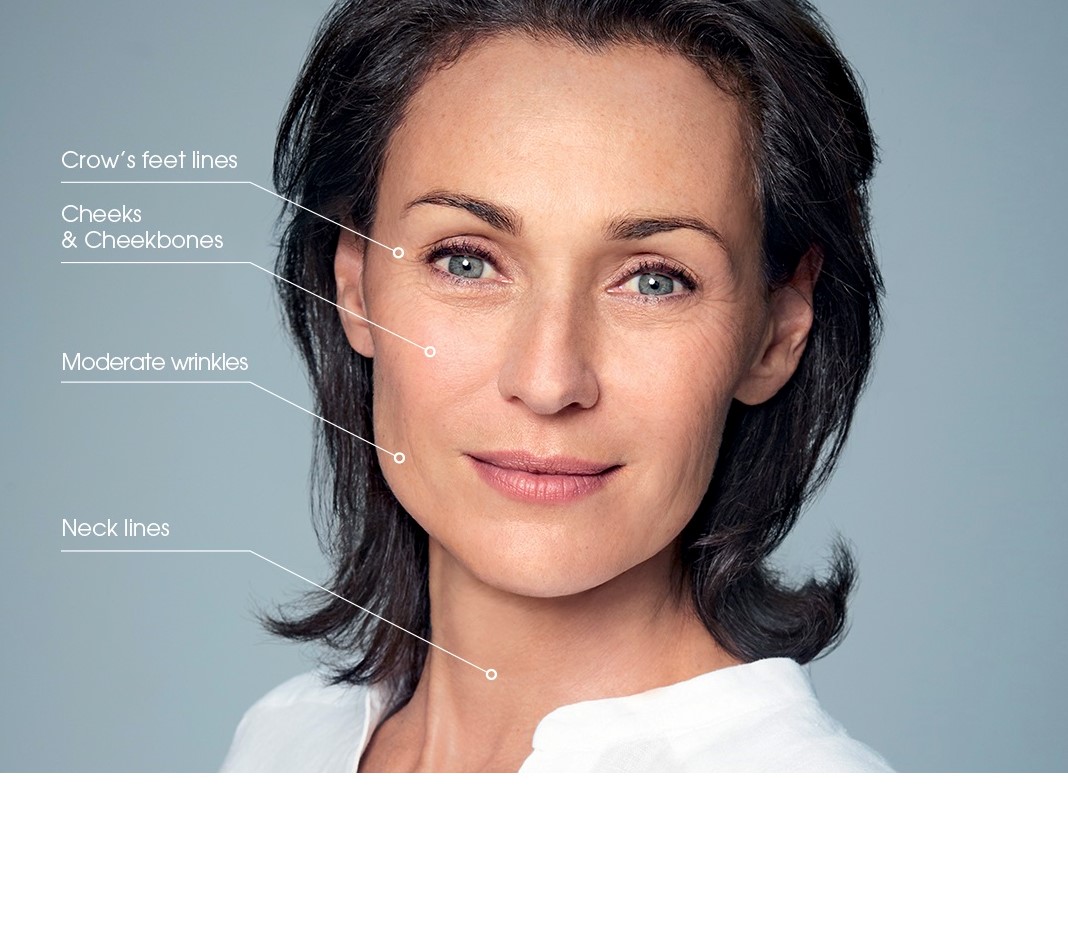 Crow’s feet lines
Cheeks
& Cheekbones
Moderate wrinkles
Neck lines